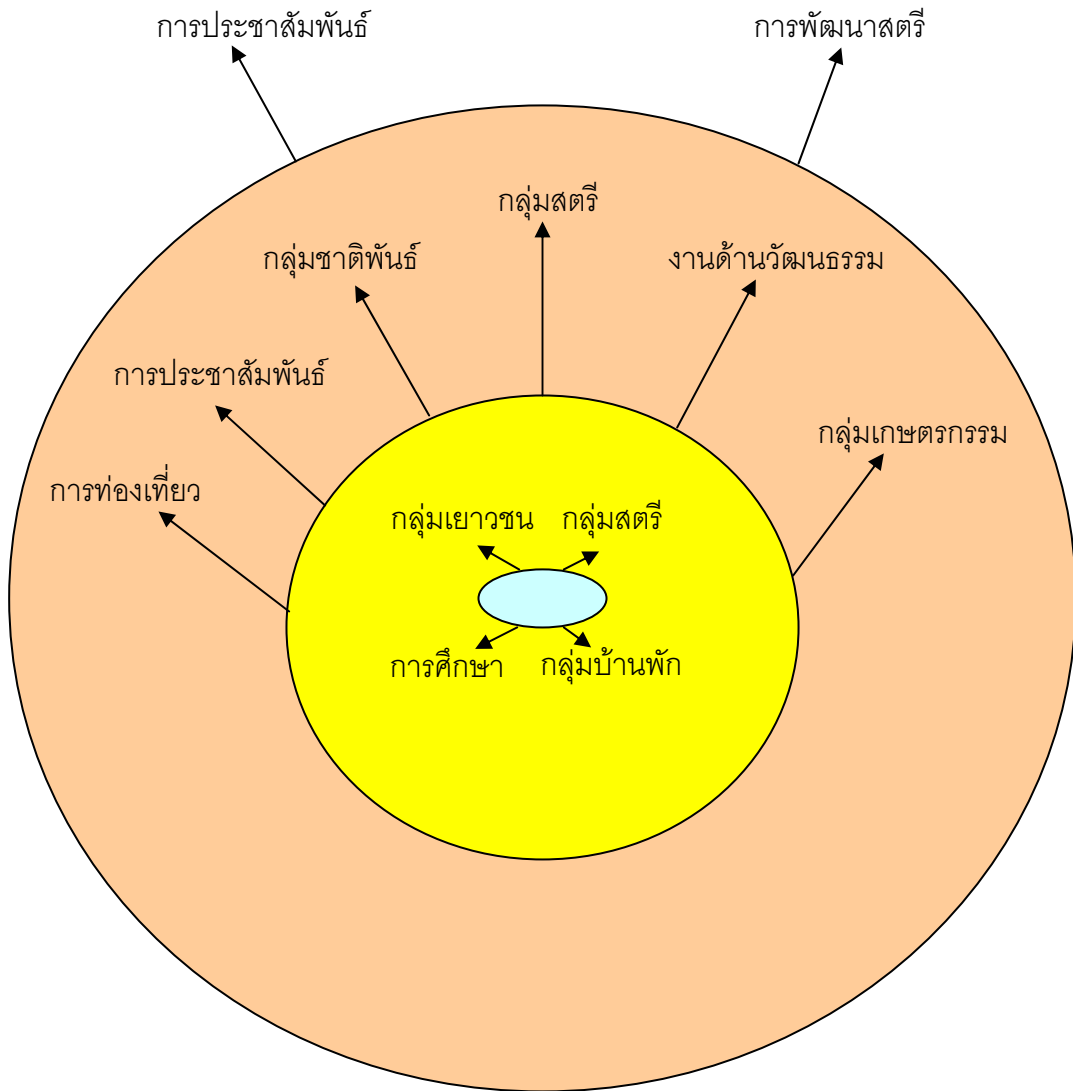 การประชาสัมพันธ์
การพัฒนาสตรี
กลุ่มสตรี
กลุ่มชาติพันธ์
งานด้านวัฒนธรรม
การประชาสัมพันธ์
กลุ่มเกษตรกรรม
การท่องเที่ยว
กลุ่มเยาวชน
กลุ่มสตรี
การศึกษา
กลุ่มบ้านพัก